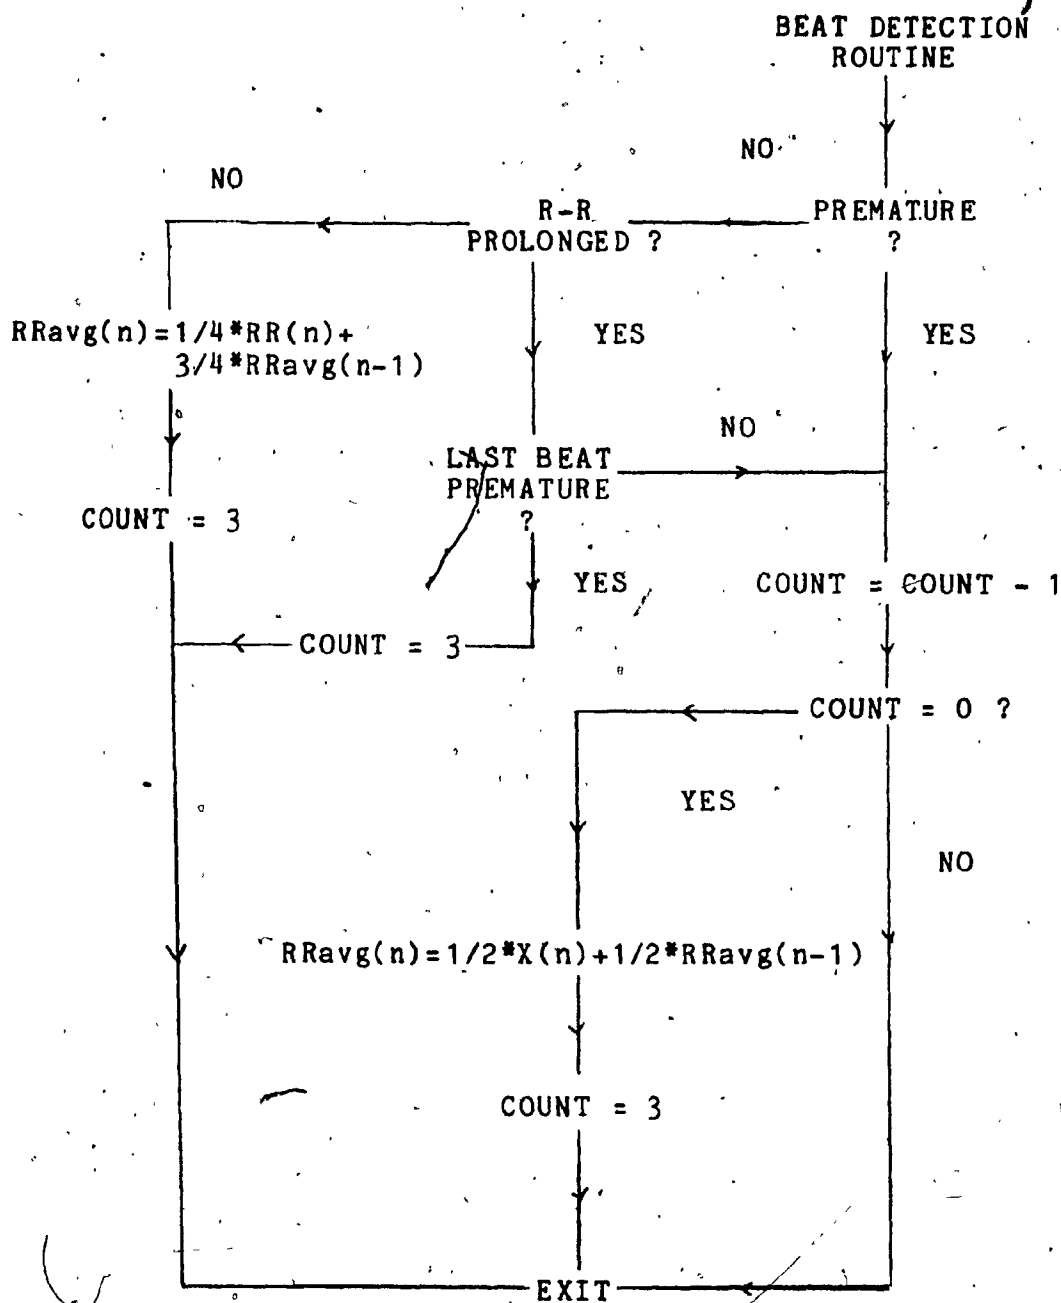 BEAT DETECTION
ROUTINE
NO
NO
R-R
PROLONGED ?
PREMATURE
?
RRavg(n)=1/4*RR(n)+
3/4*RRavg(n-1)
YES
YES
NO
LAST BEAT
PREMATURE
?
COUNT = 3
YES
COUNT = COUNT - 1
COUNT = 3
COUNT = 0 ?
YES
NO
RRavg(n)=1/2*X(n)+1/2*RRavg(n-1)
COUNT = 3
EXIT